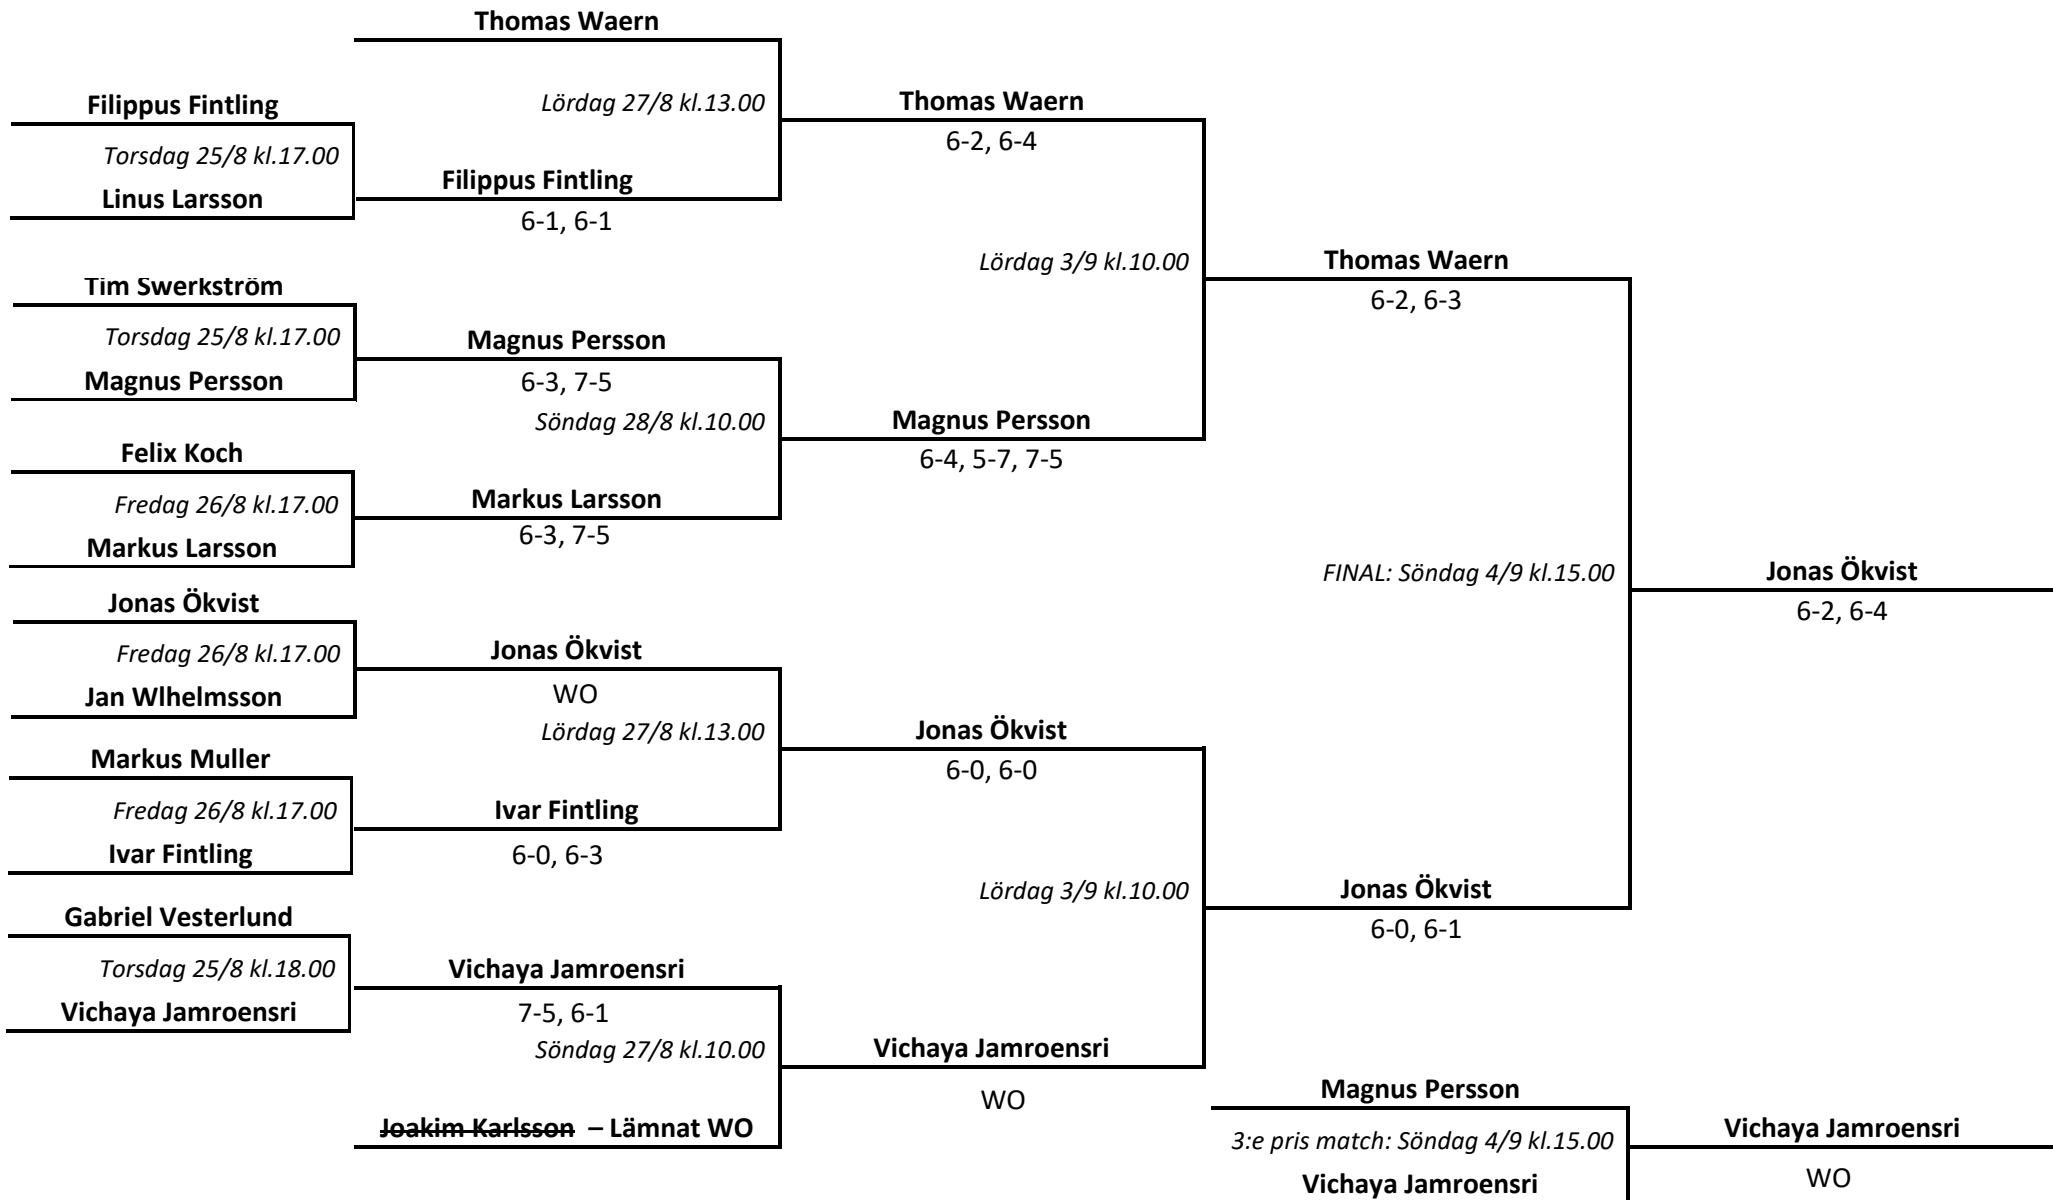 Thomas Waern
Filippus Fintling
Lördag 27/8 kl.13.00
Thomas Waern
Torsdag 25/8 kl.17.00
6-2, 6-4
Linus Larsson
Filippus Fintling
6-1, 6-1
Lördag 3/9 kl.10.00
Thomas Waern
6-2, 6-3
Tim Swerkström
Torsdag 25/8 kl.17.00
Magnus Persson
Magnus Persson
6-3, 7-5
Söndag 28/8 kl.10.00
Magnus Persson
6-4, 5-7, 7-5
Felix Koch
Fredag 26/8 kl.17.00
Markus Larsson
Markus Larsson
6-3, 7-5
FINAL: Söndag 4/9 kl.15.00
Jonas Ökvist
6-2, 6-4
Jonas Ökvist
Fredag 26/8 kl.17.00
Jonas Ökvist
Jan Wlhelmsson
WO
Lördag 27/8 kl.13.00
Jonas Ökvist
6-0, 6-0
Markus Muller
Fredag 26/8 kl.17.00
Ivar Fintling
Ivar Fintling
6-0, 6-3
Lördag 3/9 kl.10.00
Jonas Ökvist
6-0, 6-1
Gabriel Vesterlund
Torsdag 25/8 kl.18.00
Vichaya Jamroensri
Vichaya Jamroensri
7-5, 6-1
Söndag 27/8 kl.10.00
Vichaya Jamroensri
WO
Joakim Karlsson – Lämnat WO
Magnus Persson
3:e pris match: Söndag 4/9 kl.15.00
Vichaya Jamroensri
Vichaya Jamroensri
WO